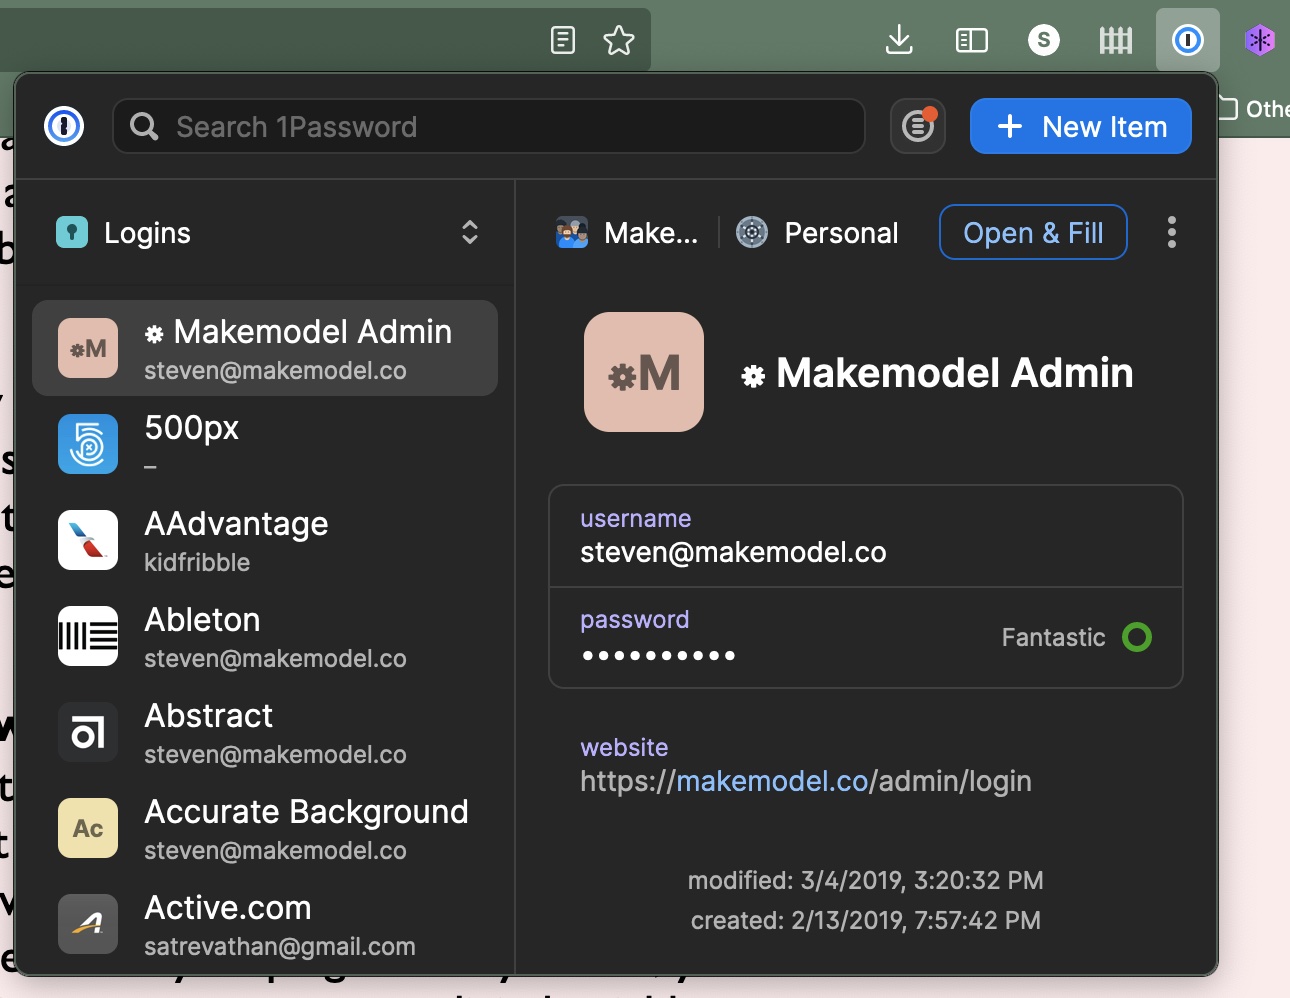 S
Othe
Search 1Password
+ New Item
Logins
Make...
Personal
Open & Fill
✱M
✱ Makemodel Admin
steven@makemodel.co
500px
–
AAdvantage
kidfribble
Ableton
steven@makemodel.co
Abstract
steven@makemodel.co
Ac
Accurate Background
steven@makemodel.co
Active.com
satrevathan@gmail.com
✱M
✱ Makemodel Admin
username
steven@makemodel.co
password
••••••••••
Fantastic
website
https://makemodel.co/admin/login
modified: 3/4/2019, 3:20:32 PM
created: 2/13/2019, 7:57:42 PM